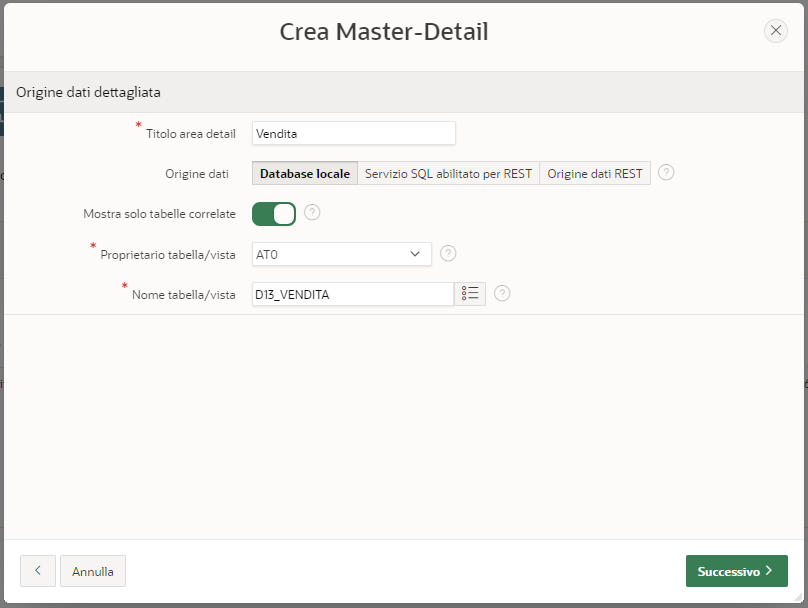 Crea Master-Detail
Origine dati dettagliata
* Titolo area detail Vendita
Origine dati Database locale Servizio SQL abilitato per REST Origine dati REST ?
Mostra solo tabelle correlate ?
* Proprietario tabella/vista AT0 ?
* Nome tabella/vista D13_VENDITA ?
Annulla Successivo